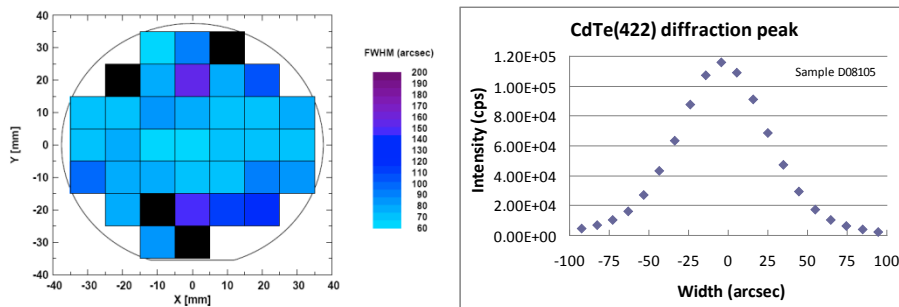 FWHM (arcsec)
200
190
180
170
160
150
140
130
120
110
100
90
80
70
60
Y [mm]
40
30
20
10
0
-10
-20
-30
-40
-40 -30 -20 -10 0 10 20 30 40
X [mm]
CdTe(422) diffraction peak
Sample D08105
Intensity (cps)
1.20E+05
1.00E+05
8.00E+04
6.00E+04
4.00E+04
2.00E+04
0.00E+00
-100 -75 -50 -25 0 25 50 75 100
Width (arcsec)